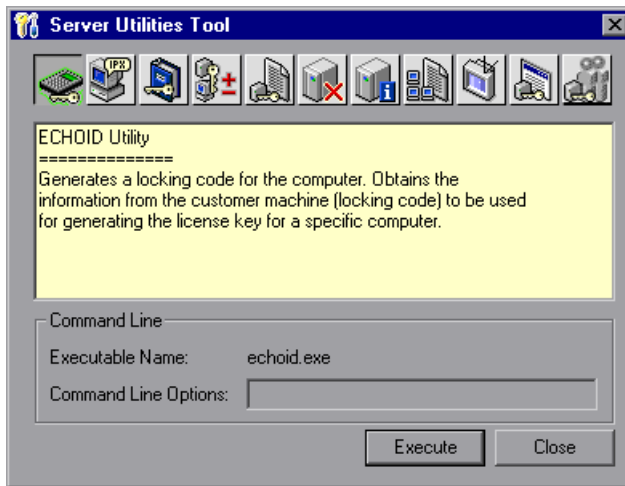 Server Utilities Tool
IPX
ECHOID Utility
==============
Generates a locking code for the computer. Obtains the
information from the customer machine (locking code) to be used
for generating the license key for a specific computer.
Command Line
Executable Name: echoid.exe
Command Line Options:
Execute Close